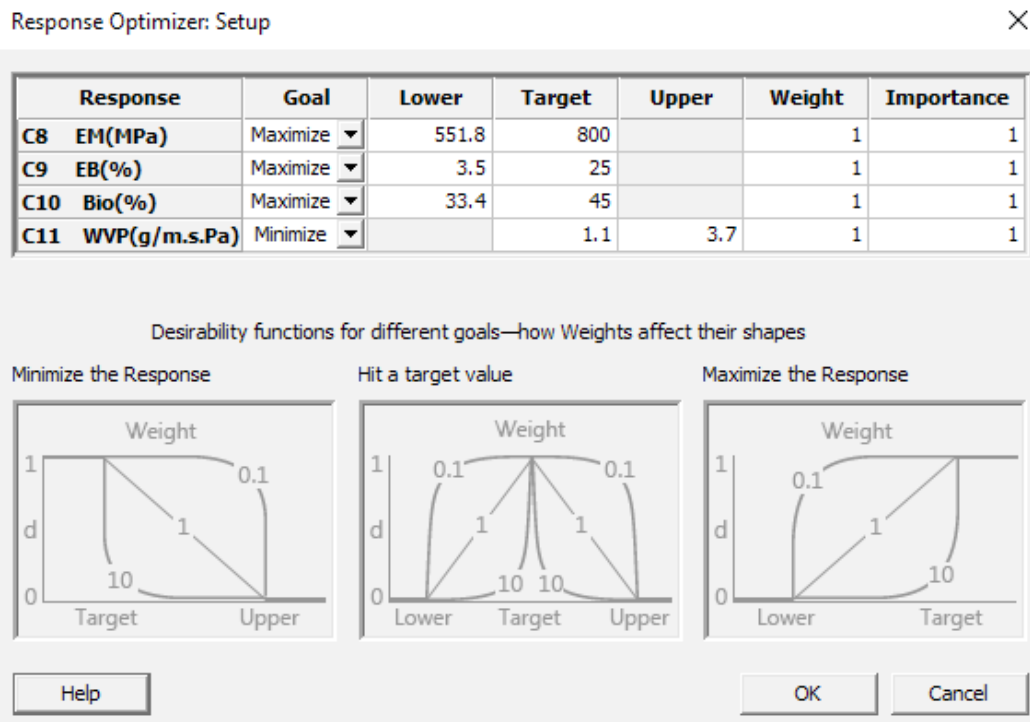 Response Optimizer: Setup
Response Goal Lower Target Upper Weight Importance
C8 EM(MPa) Maximize 551.8 800 1 1
C9 EB(%) Maximize 3.5 25 1 1
C10 Bio(%) Maximize 33.4 45 1 1
C11 WVP(g/m.s.Pa) Minimize 1.1 3.7 1 1
Desirability functions for different goals—how Weights affect their shapes
Minimize the Response Hit a target value Maximize the Response
Weight Weight Weight
1 0.1 1 0.1 0.1 1 0.1
d 1 d 1 1 d 1
0 10 0 10 10 0 10
Target Upper Lower Target Upper Lower Target
Help OK Cancel